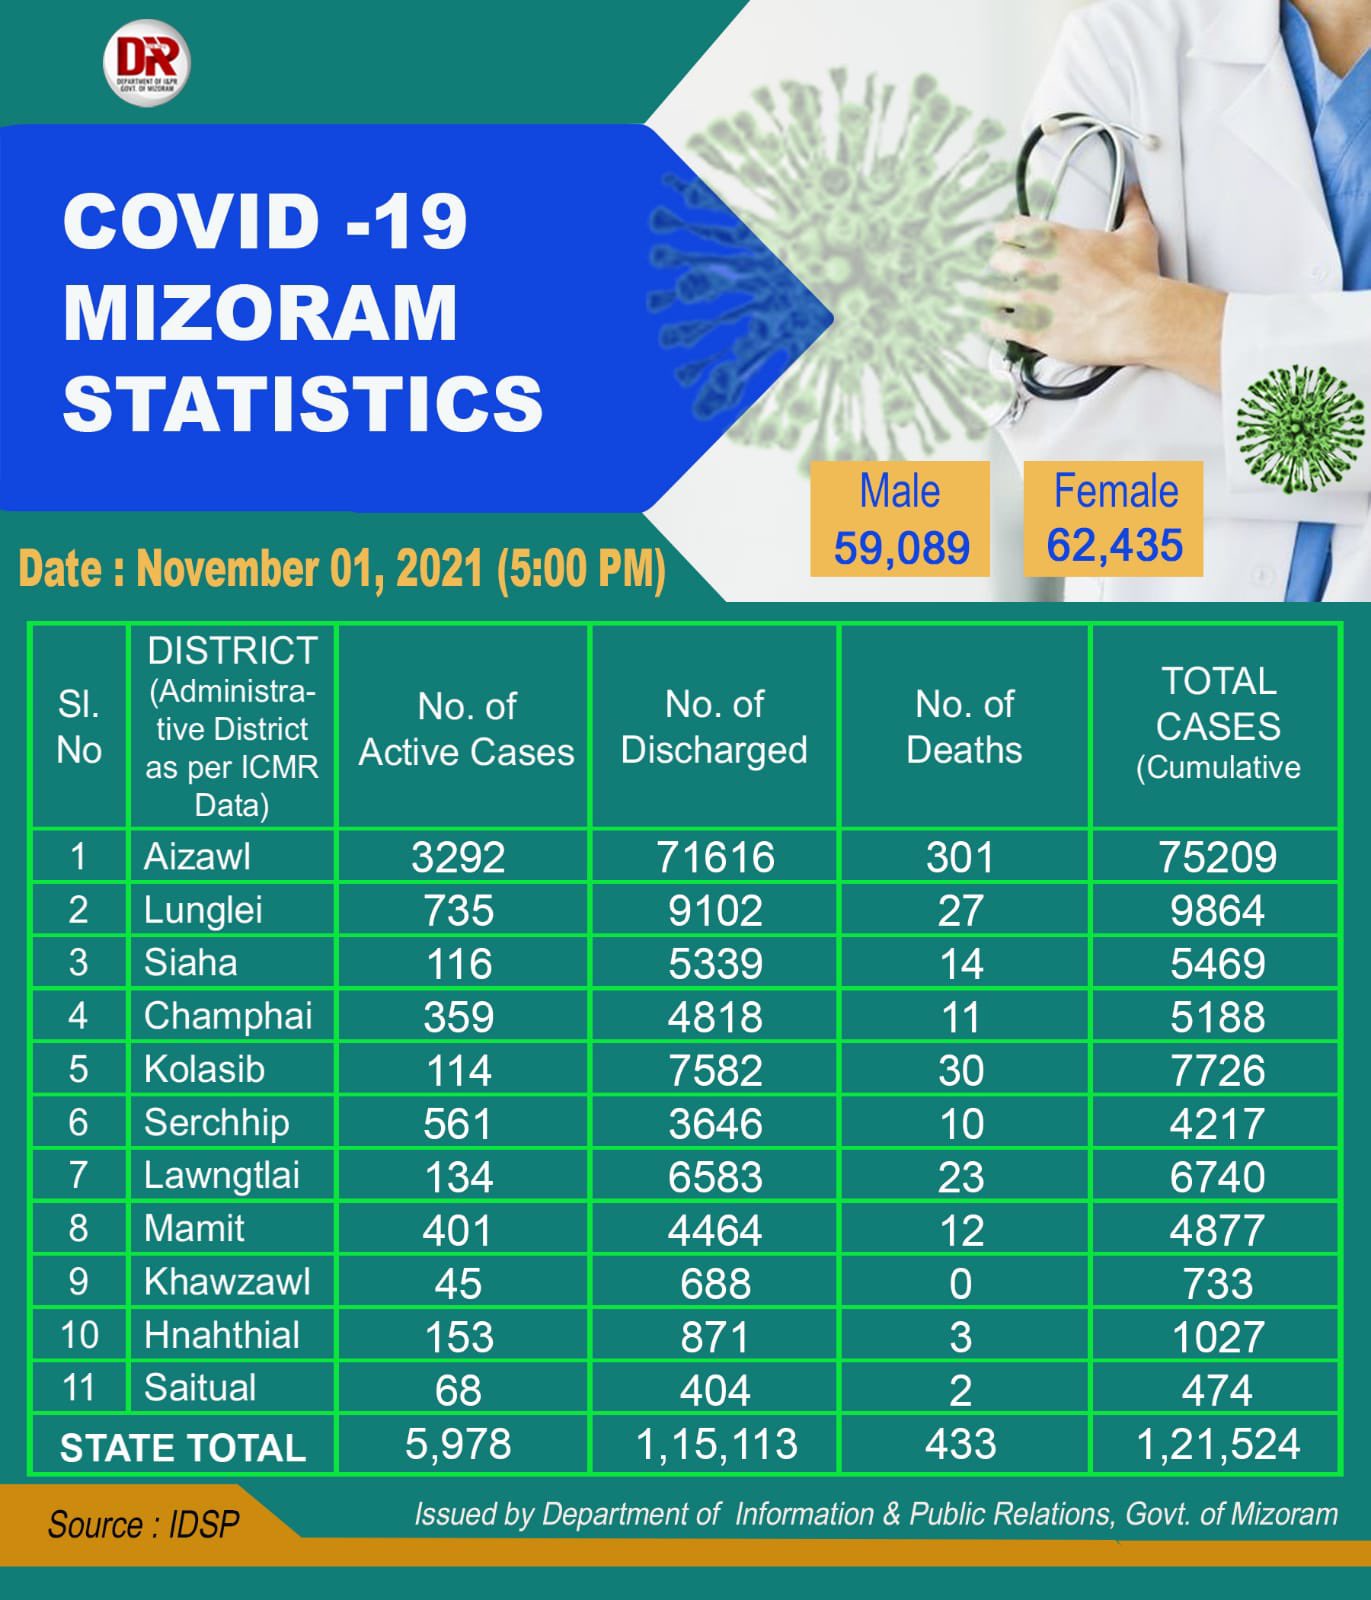 DIPR
DEPARTMENT OF I&PR
GOVT. OF MIZORAM
COVID -19
MIZORAM
STATISTICS
Male
59,089
Female
62,435
Date : November 01, 2021 (5:00 PM)
Sl. No
DISTRICT
(Administra-
tive District
as per ICMR
Data)
No. of
Active Cases
No. of
Discharged
No. of
Deaths
TOTAL
CASES
(Cumulative
1 Aizawl 3292 71616 301 75209
2 Lunglei 735 9102 27 9864
3 Siaha 116 5339 14 5469
4 Champhai 359 4818 11 5188
5 Kolasib 114 7582 30 7726
6 Serchhip 561 3646 10 4217
7 Lawngtlai 134 6583 23 6740
8 Mamit 401 4464 12 4877
9 Khawzawl 45 688 0 733
10 Hnahthial 153 871 3 1027
11 Saitual 68 404 2 474
STATE TOTAL 5,978 1,15,113 433 1,21,524
Source : IDSP
Issued by Department of Information & Public Relations, Govt. of Mizoram